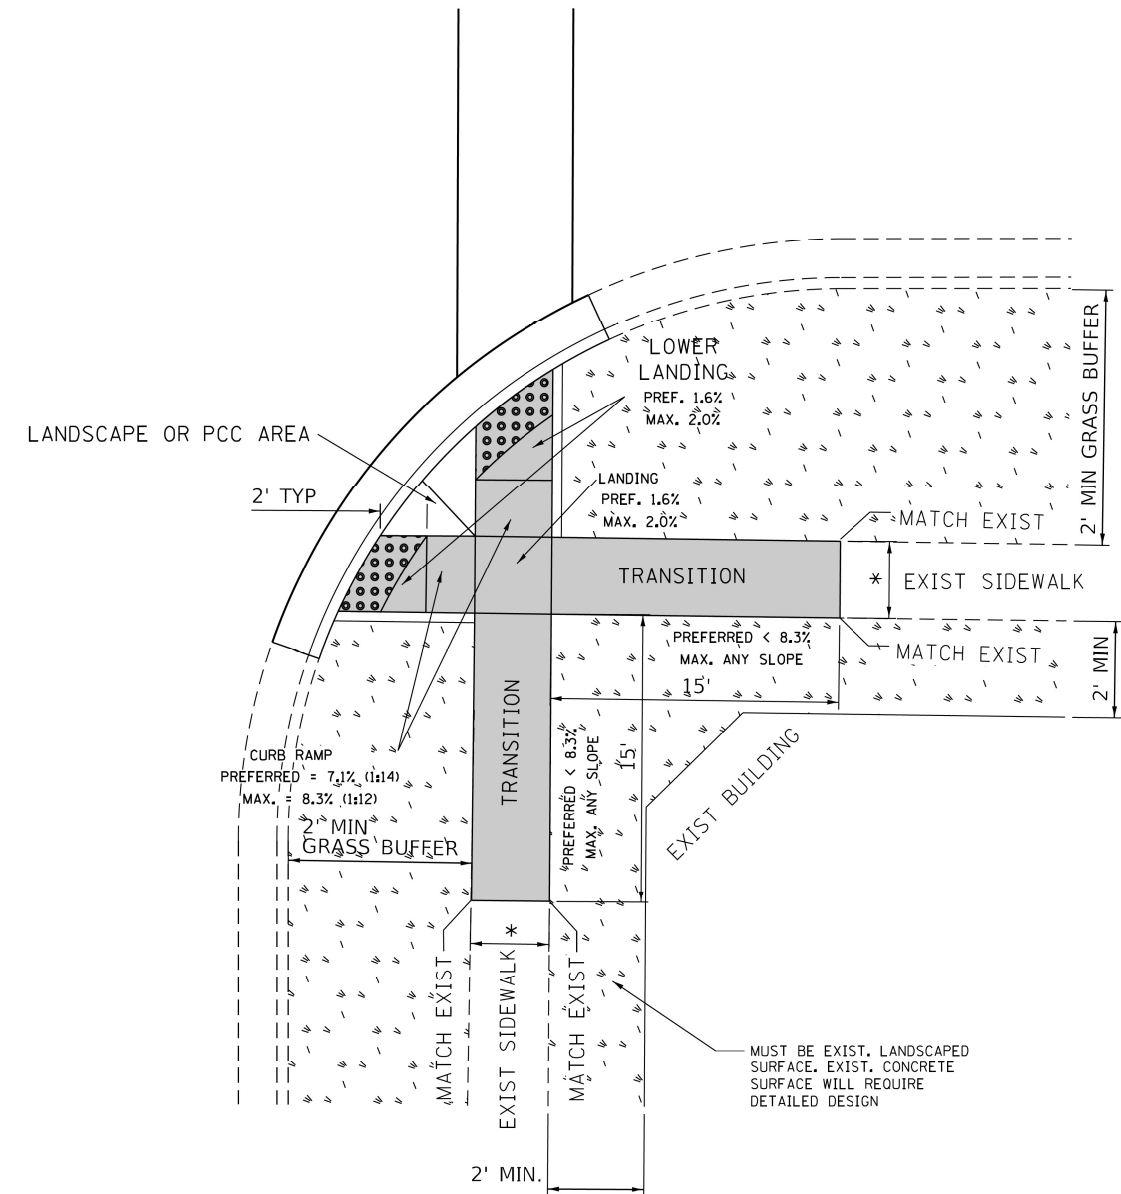 LOWER
LANDING
PREF. 1.6%
MAX. 2.0%
LANDSCAPE OR PCC AREA
2' TYP
LANDING
PREF. 1.6%
MAX. 2.0%
2' MIN GRASS BUFFER
MATCH EXIST
TRANSITION
* EXIST SIDEWALK
MATCH EXIST
PREFERRED < 8.3%
MAX. ANY SLOPE
15'
2' MIN
TRANSITION
PREFERRED < 8.3%
MAX. ANY SLOPE
15'
EXIST BUILDING
CURB RAMP
PREFERRED = 7.1% (1:14)
MAX. = 8.3% (1:12)
2' MIN
GRASS BUFFER
MATCH EXIST
EXIST SIDEWALK *
MATCH EXIST
MUST BE EXIST. LANDSCAPED
SURFACE. EXIST. CONCRETE
SURFACE WILL REQUIRE
DETAILED DESIGN
2' MIN.